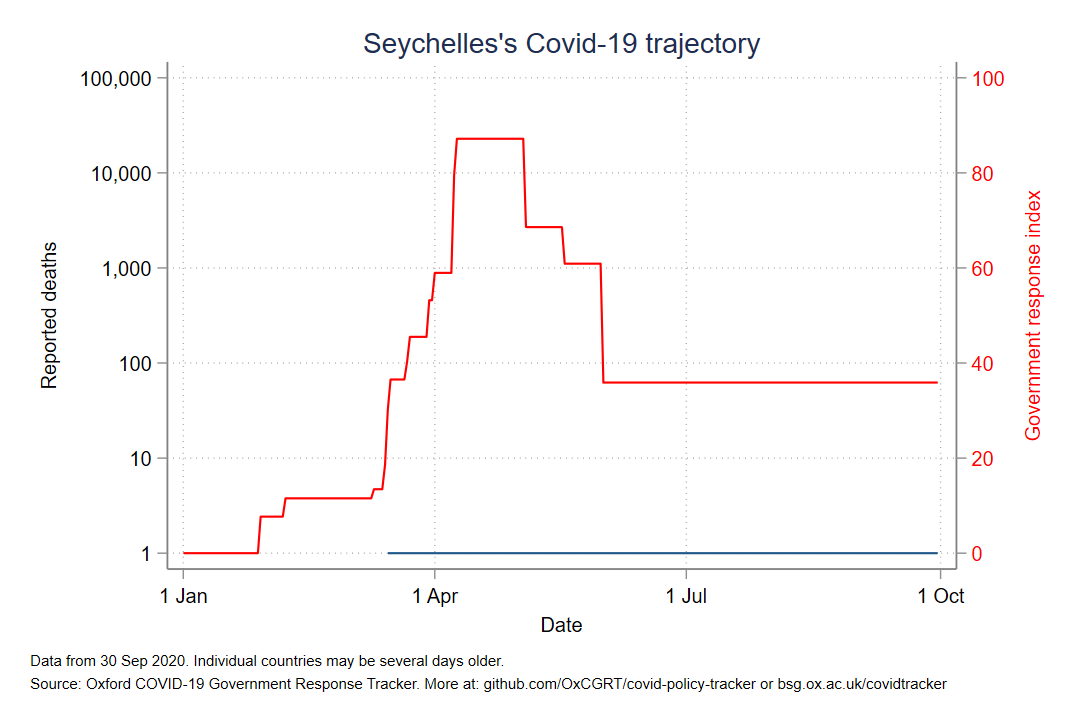 Seychelles's Covid-19 trajectory
100,000
10,000
1,000
100
10
1
Reported deaths
100
80
60
40
20
0
Government response index
1 Jan
1 Apr
1 Jul
1 Oct
Date
Data from 30 Sep 2020. Individual countries may be several days older.
Source: Oxford COVID-19 Government Response Tracker. More at: github.com/OxCGRT/covid-policy-tracker or bsg.ox.ac.uk/covidtracker